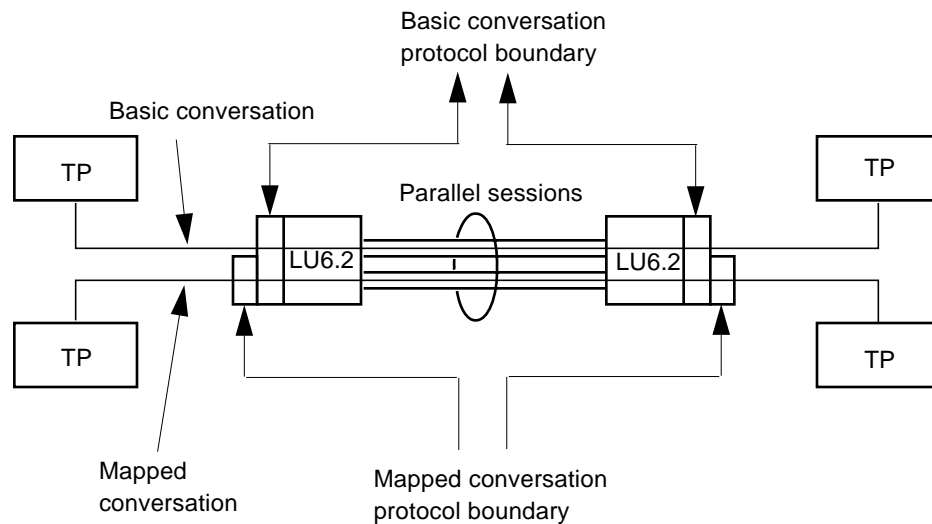 Basic conversation
protocol boundary
Basic conversation
TP
TP
Parallel sessions
LU6.2
LU6.2
TP
TP
Mapped
conversation
Mapped conversation
protocol boundary